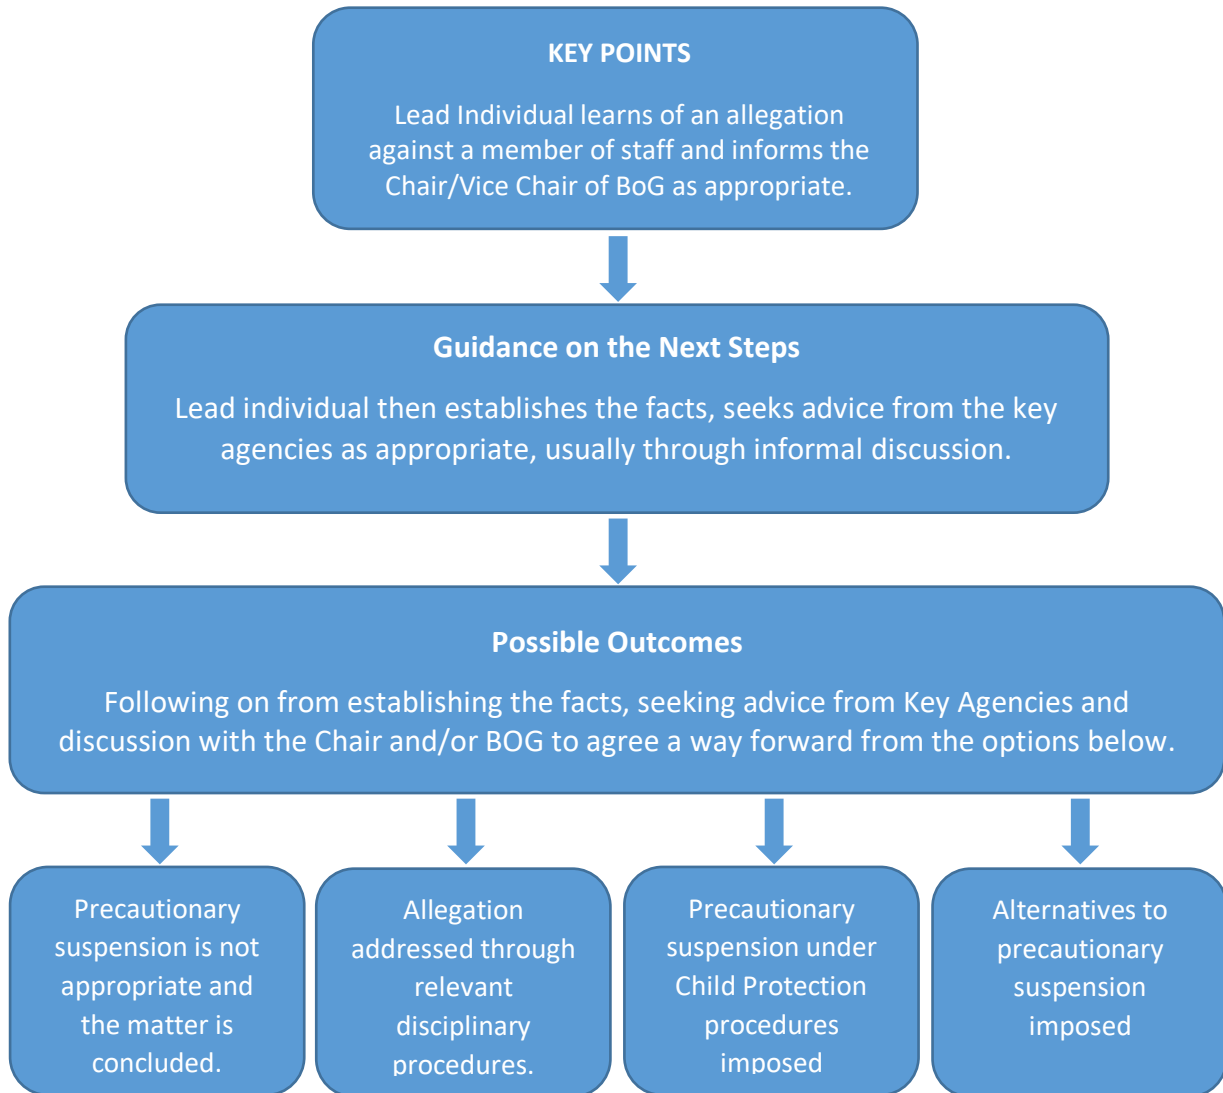 KEY POINTS
Lead Individual learns of an allegation
against a member of staff and informs the
Chair/Vice Chair of BoG as appropriate.
Guidance on the Next Steps
Lead individual then establishes the facts, seeks advice from the key
agencies as appropriate, usually through informal discussion.
Possible Outcomes
Following on from establishing the facts, seeking advice from Key Agencies and
discussion with the Chair and/or BOG to agree a way forward from the options below.
Precautionary
suspension is not
appropriate and
the matter is
concluded.
Allegation
addressed through
relevant
disciplinary
procedures.
Precautionary
suspension under
Child Protection
procedures
imposed
Alternatives to
precautionary
suspension
imposed